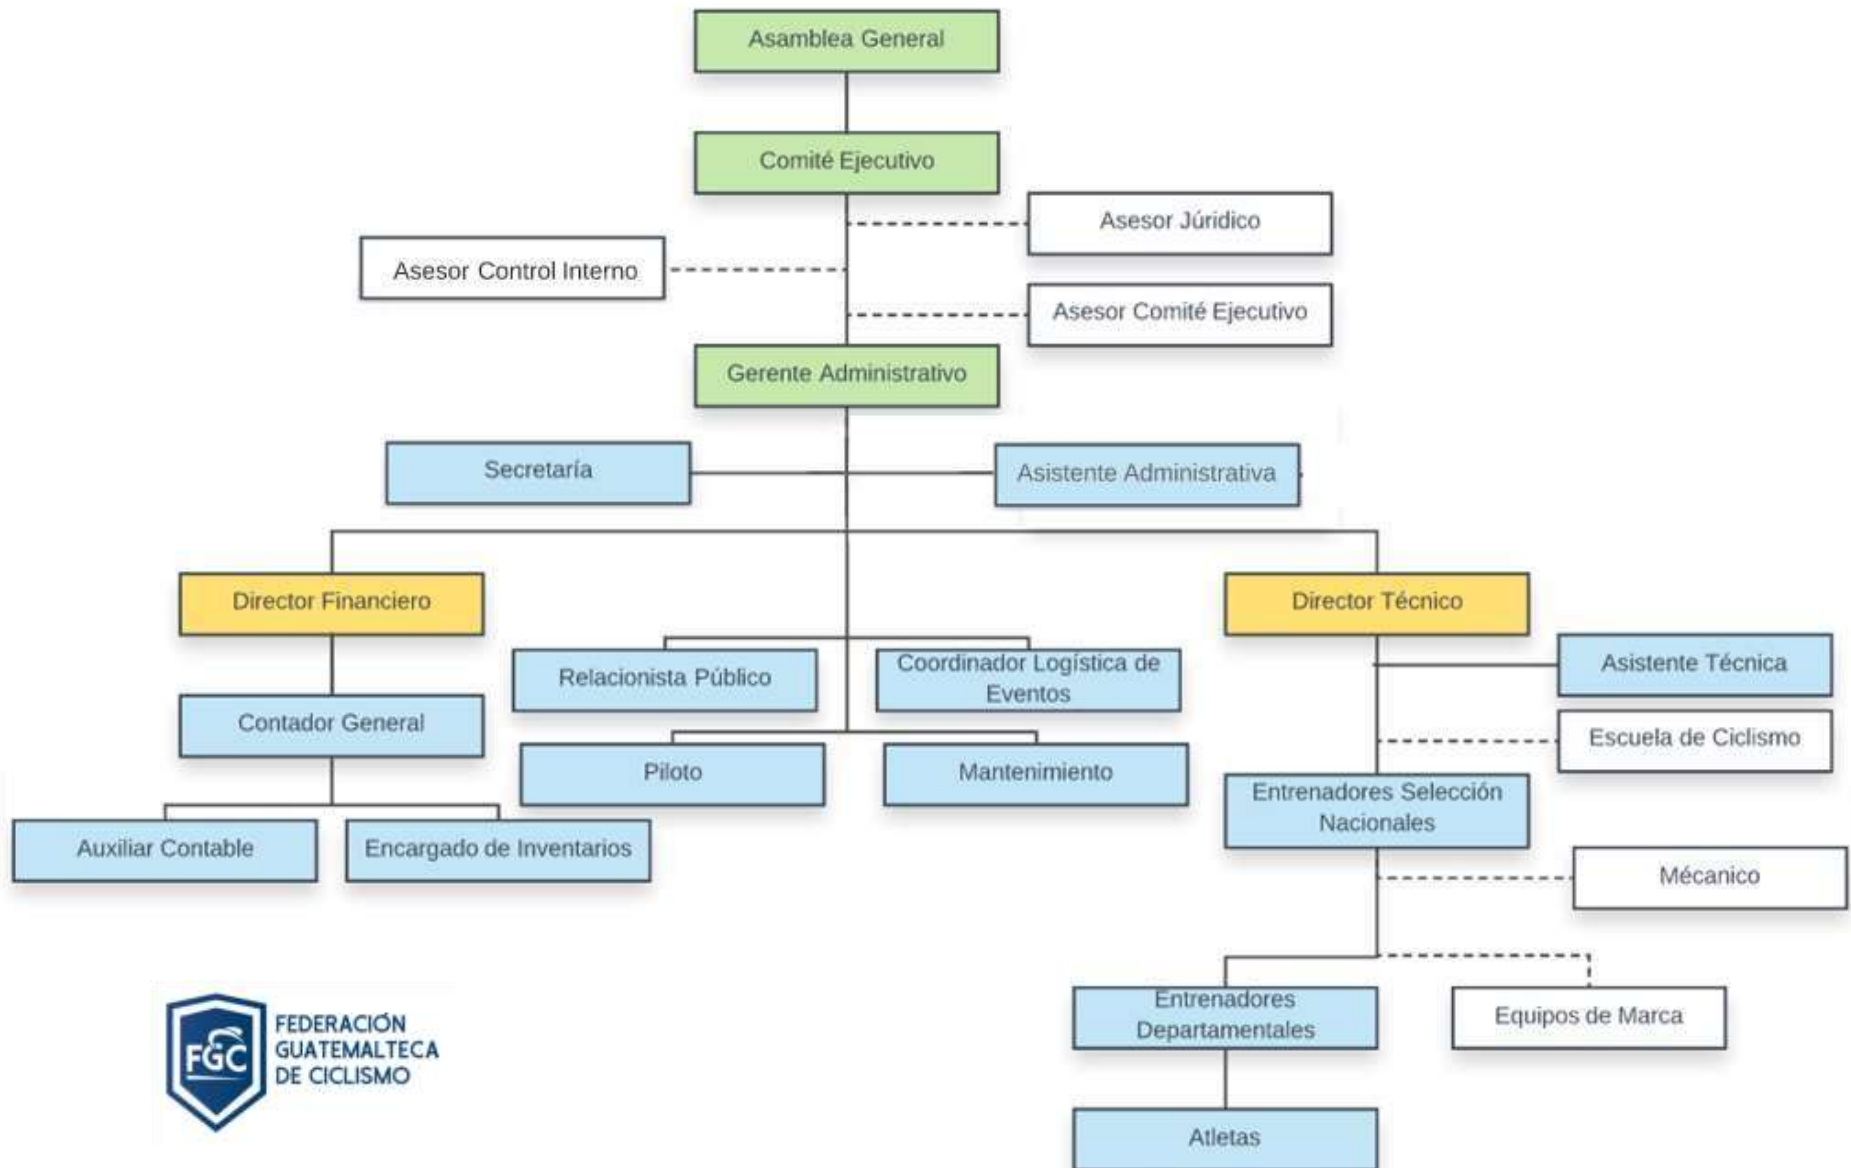 Asamblea General
Comité Ejecutivo
Asesor Júridico
Asesor Control Interno
Asesor Comité Ejecutivo
Gerente Administrativo
Secretaría
Asistente Administrativa
Director Financiero
Director Técnico
Relacionista Público
Coordinador Logística de
Eventos
Asistente Técnica
Contador General
Escuela de Ciclismo
Piloto
Mantenimiento
Entrenadores Selección
Nacionales
Auxiliar Contable
Encargado de Inventarios
Mécanico
Entrenadores
Departamentales
Equipos de Marca
FGC
FEDERACIÓN
GUATEMALTECA
DE CICLISMO
Atletas